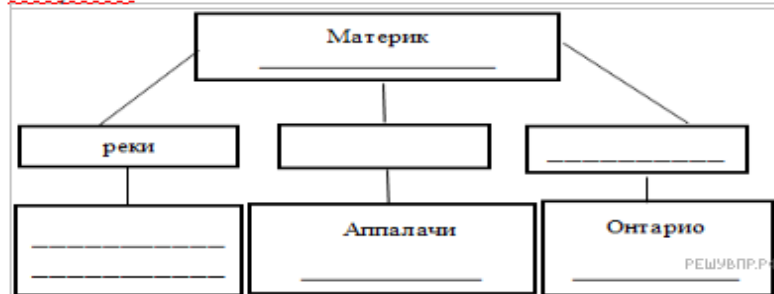 Материк
реки
Аппалачи
Онтарио
РЕШУВПР.РФ